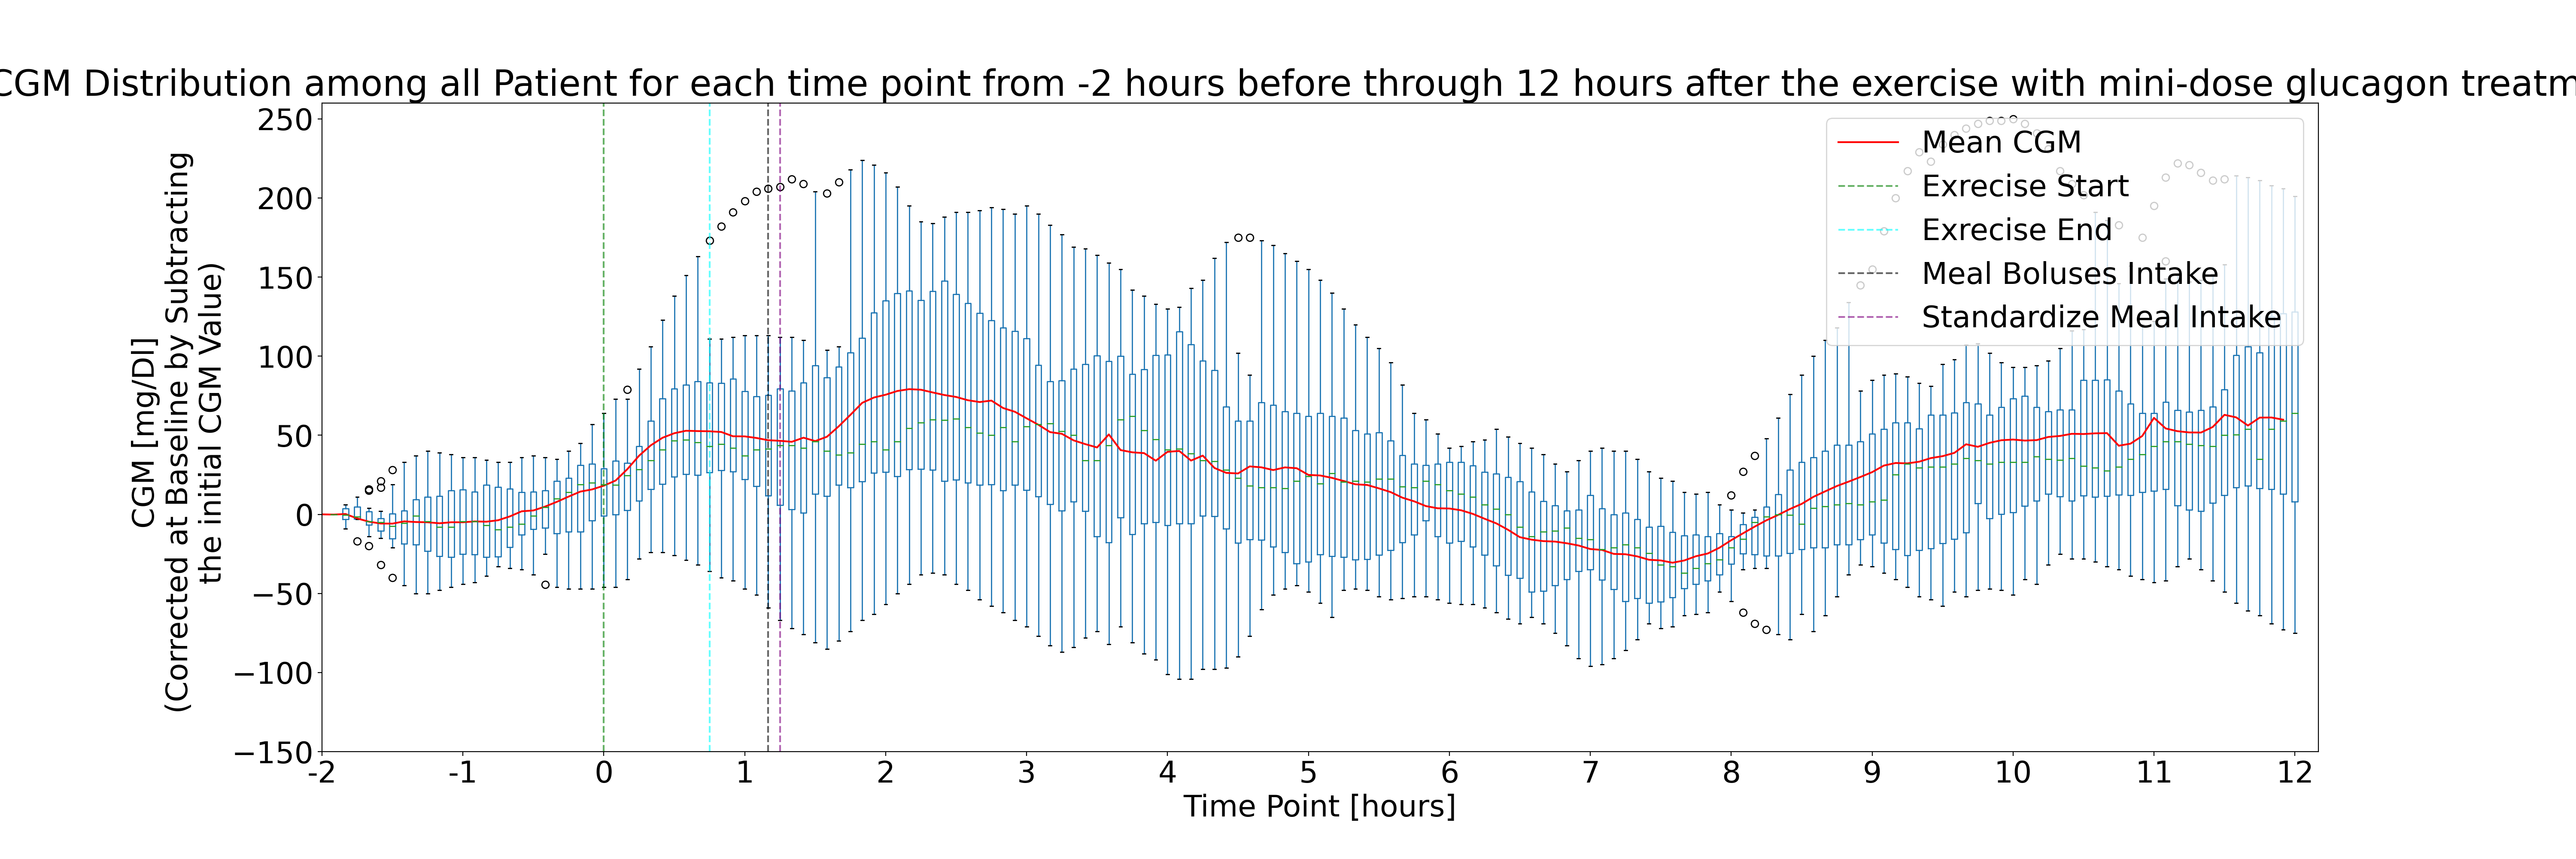 CGM Distribution among all Patient for each time point from -2 hours before through 12 hours after the exercise with mini-dose glucagon
CGM [mg/Dl]
(Corrected at Baseline by Subtracting
the initial CGM Value)
250
200
150
100
50
0
−50
−100
−150
Mean CGM
Exrecise Start
Exrecise End
Meal Boluses Intake
Standardize Meal Intake
-2 -1 0 1 2 3 4 5 6 7 8 9 10 11 12
Time Point [hours]